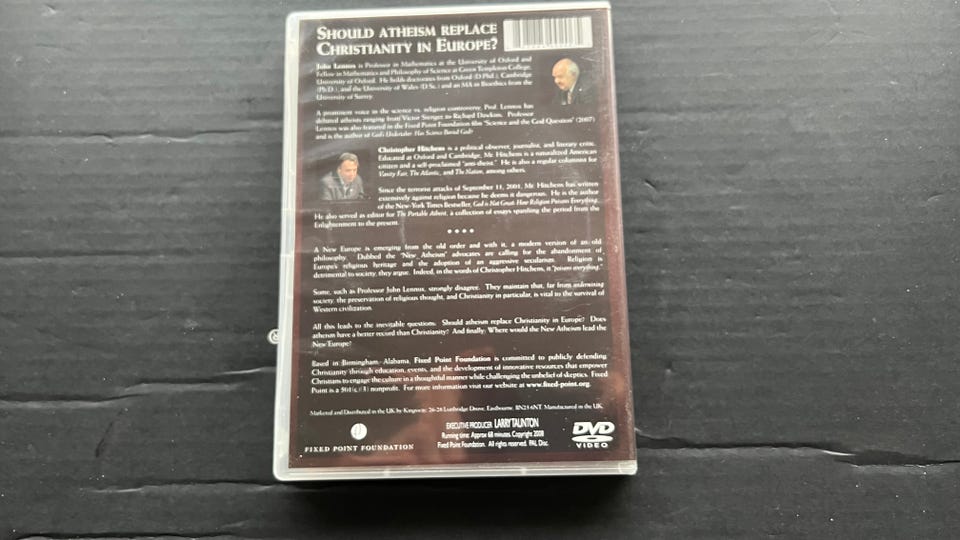 SHOULD ATHEISM REPLACE
CHRISTIANITY IN EUROPE?
John Lennox is Professor in Mathematics at the University of Oxford and
Fellow in Mathematics and Philosophy of Science at Green Templeton College,
University of Oxford. He holds doctorates from Oxford (D.Phil.), Cambridge
(Ph.D.), and the University of Wales (D.Sc.) and an MA in Bioethics from the
University of Surrey.
A prominent voice in the science vs. religion controversy, Prof. Lennox has
debated atheists ranging from Victor Stenger to Richard Dawkins. Professor
Lennox was also featured in the Fixed Point Foundation film "Science and the God Question" (2007)
and is the author of God's Undertaker: Has Science Buried God?
Christopher Hitchens is a political observer, journalist, and literary critic.
Educated at Oxford and Cambridge, Mr. Hitchens is a naturalized American
citizen and a self-proclaimed "anti-theist." He is also a regular columnist for
Vanity Fair, The Atlantic, and The Nation, among others.
Since the terrorist attacks of September 11, 2001, Mr. Hitchens has written
extensively against religion because he deems it dangerous. He is the author
of the New York Times Bestseller, God is Not Great: How Religion Poisons Everything.
He also served as editor for The Portable Atheist, a collection of essays spanning the period from the
Enlightenment to the present.
A New Europe is emerging from the old order and with it, a modern version of an old
philosophy. Dubbed the "New Atheism" advocates are calling for the abandonment of
Europe's religious heritage and the adoption of an aggressive secularism. Religion is
detrimental to society, they argue. Indeed, in the words of Christopher Hitchens, it "poisons everything."
Some, such as Professor John Lennox, strongly disagree. They maintain that, far from undermining
society, the preservation of religious thought, and Christianity in particular, is vital to the survival of
Western civilization.
All this leads to the inevitable questions: Should atheism replace Christianity in Europe? Does
atheism have a better record than Christianity? And finally: Where would the New Atheism lead the
New Europe?
Based in Birmingham, Alabama, Fixed Point Foundation is committed to publicly defending
Christianity through education, events, and the development of innovative resources that empower
Christians to engage the culture in a thoughtful manner while challenging the unbelief of skeptics. Fixed
Point is a 501(c)(3) nonprofit. For more information visit our website at www.fixed-point.org.
Marketed and Distributed in the UK by Kingsway, 26-28 Lottbridge Drove, Eastbourne, BN23 6NT. Manufactured in the UK.
EXECUTIVE PRODUCER LARRY TAUNTON
Running time: Approx 68 minutes. Copyright 2008
Fixed Point Foundation. All rights reserved. PAL Disc.
FIXED POINT FOUNDATION
DVD
VIDEO